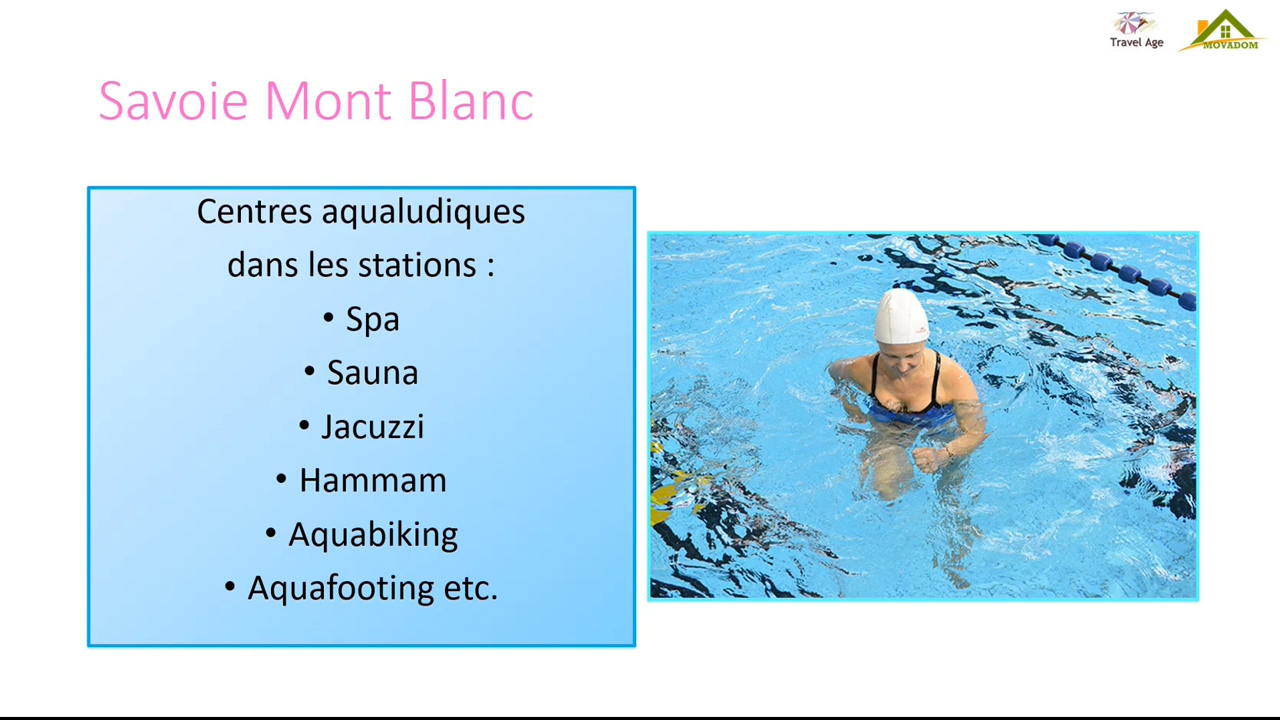 Travel Age
MOVADOM
Savoie Mont Blanc
Centres aqualudiques
dans les stations :
• Spa
• Sauna
• Jacuzzi
• Hammam
• Aquabiking
• Aquafooting etc.